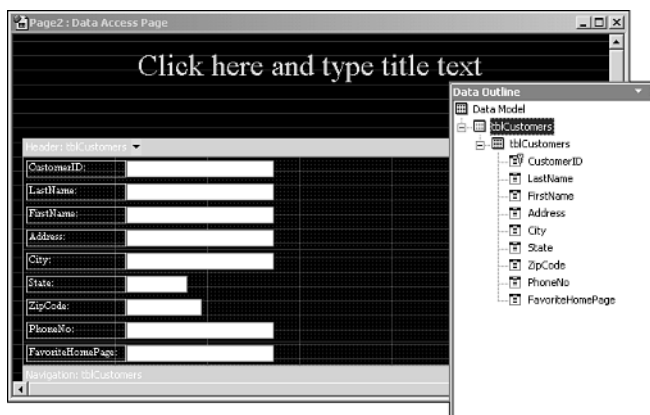 Page2 : Data Access Page
Click here and type title text
Header: tblCustomers
CustomerID:
LastName:
FirstName:
Address:
City:
State:
ZipCode:
PhoneNo:
FavoriteHomePage:
Navigation: tblCustomers
Data Outline
Data Model
tblCustomers
tblCustomers
CustomerID
LastName
FirstName
Address
City
State
ZipCode
PhoneNo
FavoriteHomePage